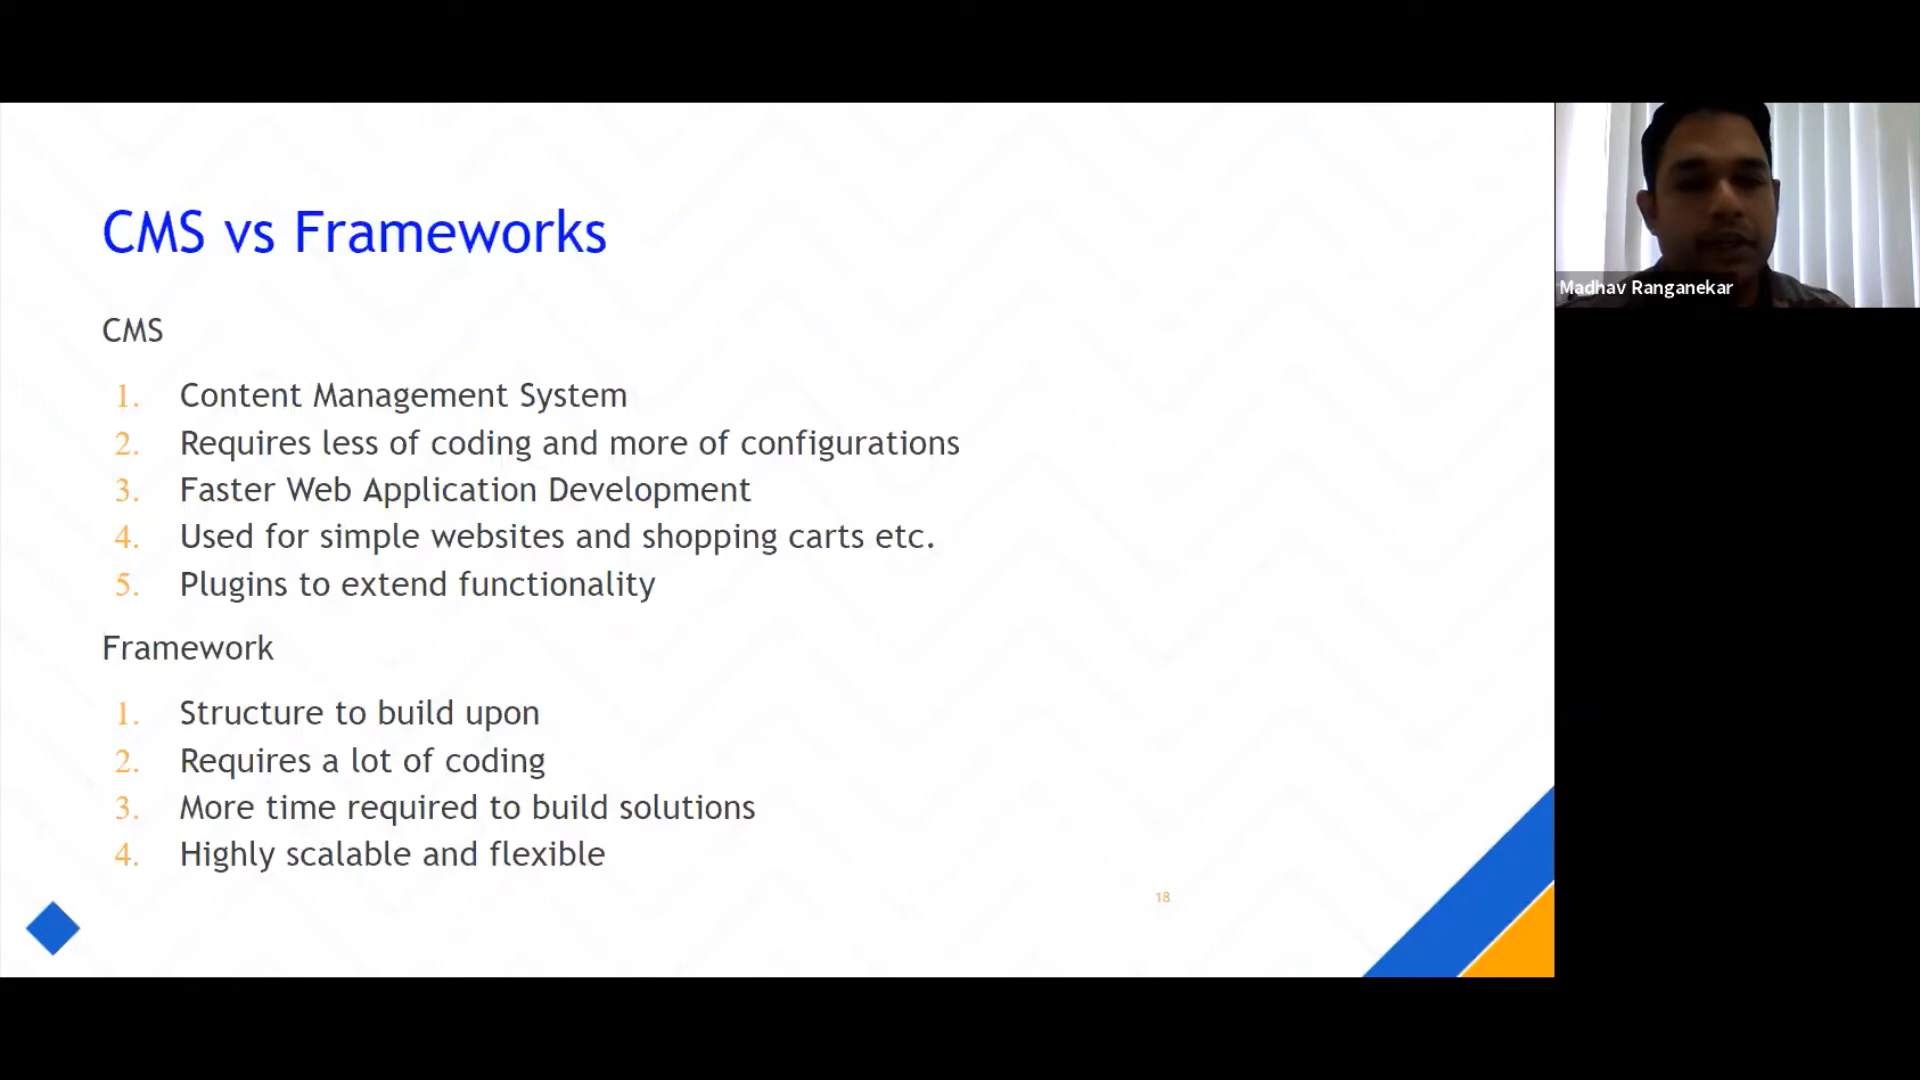 CMS vs Frameworks
CMS
1. Content Management System
2. Requires less of coding and more of configurations
3. Faster Web Application Development
4. Used for simple websites and shopping carts etc.
5. Plugins to extend functionality
Framework
1. Structure to build upon
2. Requires a lot of coding
3. More time required to build solutions
4. Highly scalable and flexible
18
Madhav Ranganekar